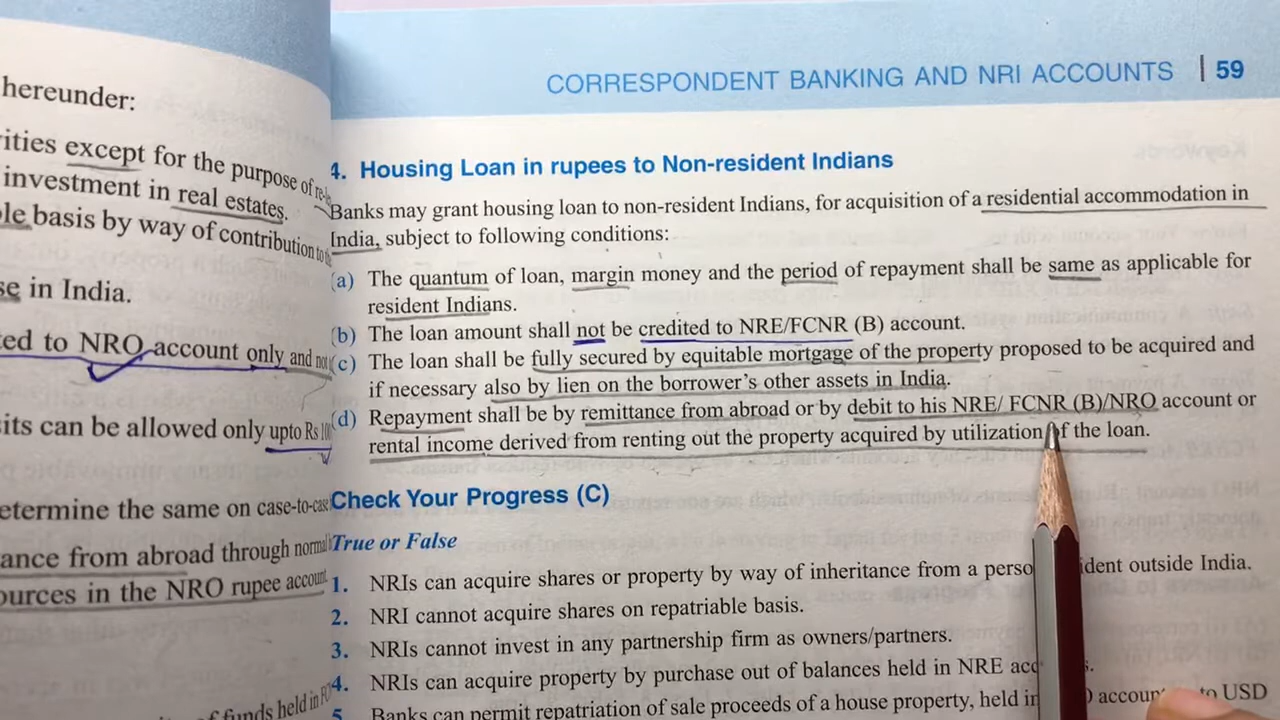 hereunder:
ities except for the purpose of re-
investment in real estates.
le basis by way of contribution to
se in India.
ted to NRO account only and not
its can be allowed only upto Rs
etermine the same on case-to-case
ance from abroad through normal
ources in the NRO rupee account
of funds held in
CORRESPONDENT BANKING AND NRI ACCOUNTS | 59
4. Housing Loan in rupees to Non-resident Indians
Banks may grant housing loan to non-resident Indians, for acquisition of a residential accommodation in
India, subject to following conditions:
(a) The quantum of loan, margin money and the period of repayment shall be same as applicable for
resident Indians.
(b) The loan amount shall not be credited to NRE/FCNR (B) account.
(c) The loan shall be fully secured by equitable mortgage of the property proposed to be acquired and
if necessary also by lien on the borrower's other assets in India.
(d) Repayment shall be by remittance from abroad or by debit to his NRE/ FCNR (B)/NRO account or
rental income derived from renting out the property acquired by utilization of the loan.
Check Your Progress (C)
True or False
1. NRIs can acquire shares or property by way of inheritance from a perso ident outside India.
2. NRI cannot acquire shares on repatriable basis.
3. NRIs cannot invest in any partnership firm as owners/partners.
4. NRIs can acquire property by purchase out of balances held in NRE acc s.
5. Banks can permit repatriation of sale proceeds of a house property, held in accoun to USD